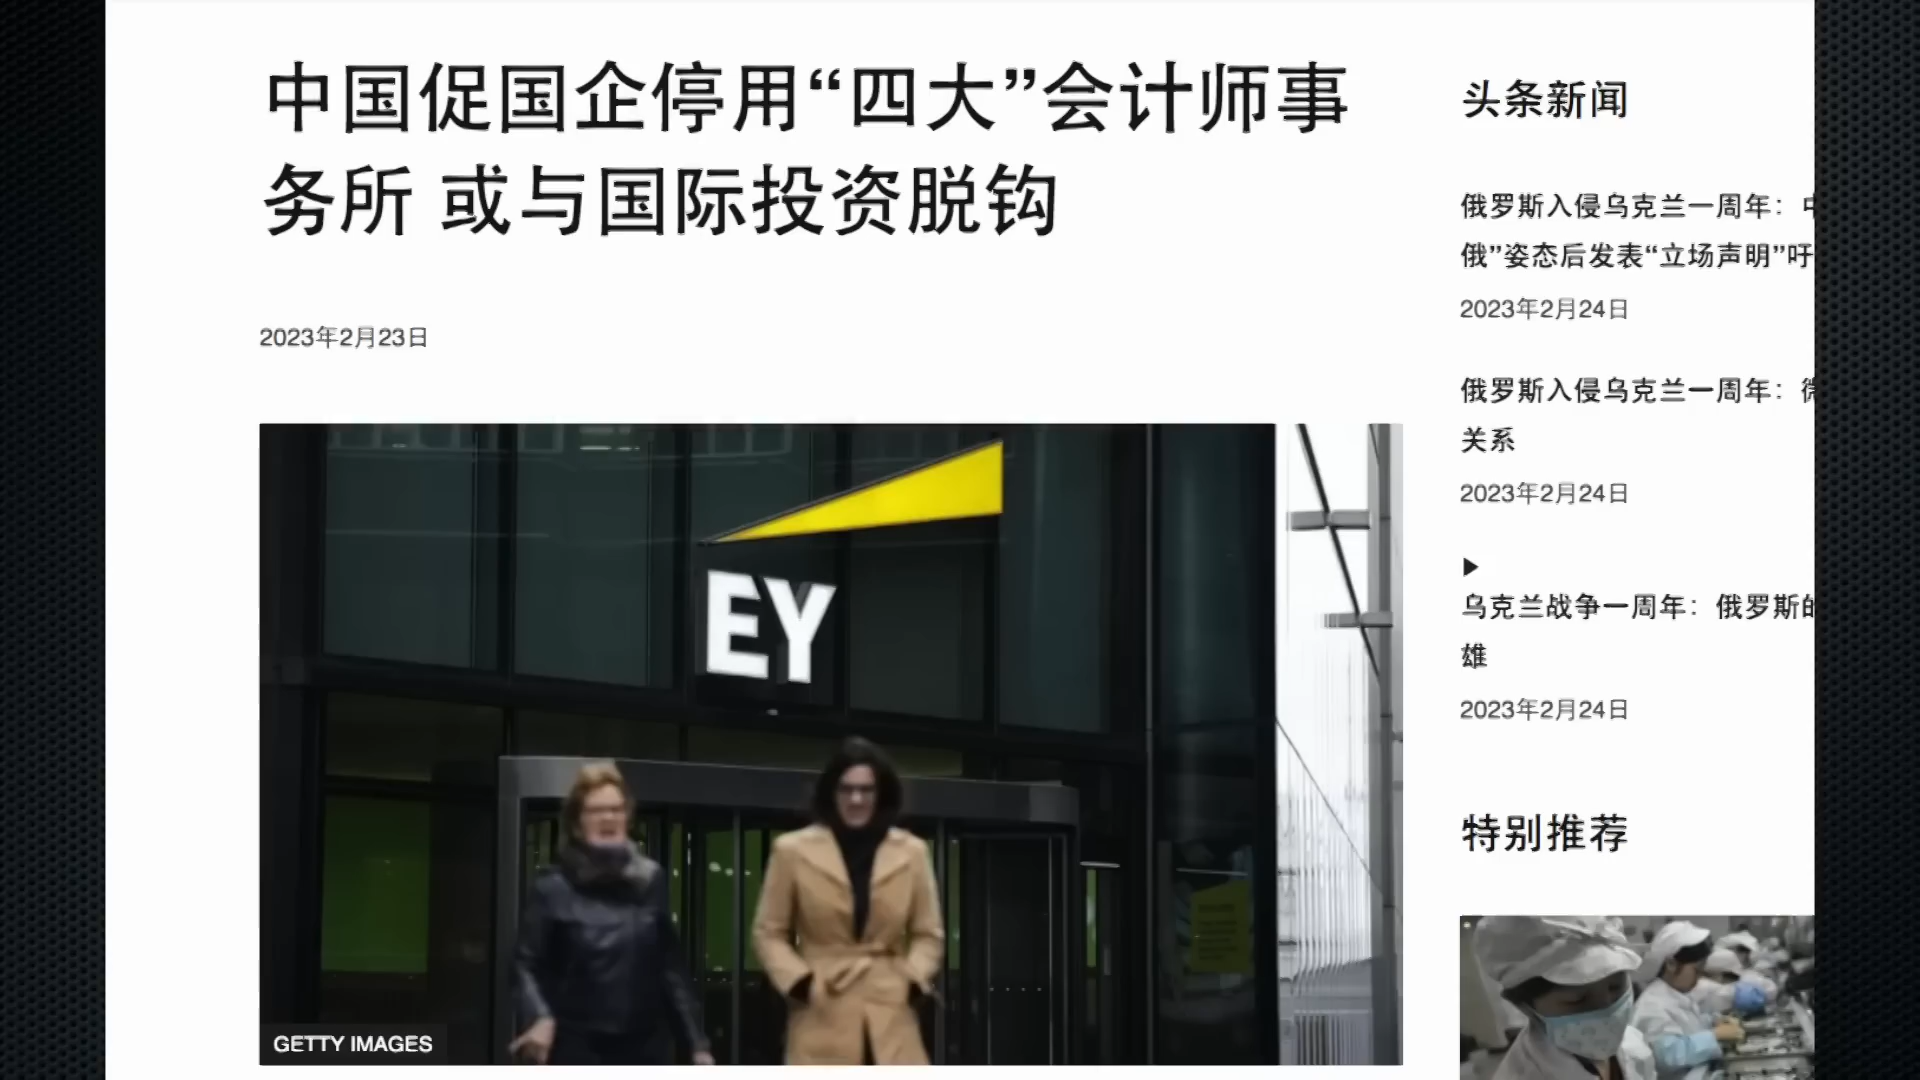 中国促国企停用“四大”会计师事
务所 或与国际投资脱钩
2023年2月23日
EY
GETTY IMAGES
头条新闻
俄罗斯入侵乌克兰一周年：中
俄”姿态后发表“立场声明”吁
2023年2月24日
俄罗斯入侵乌克兰一周年：微
关系
2023年2月24日
乌克兰战争一周年：俄罗斯的
雄
2023年2月24日
特别推荐